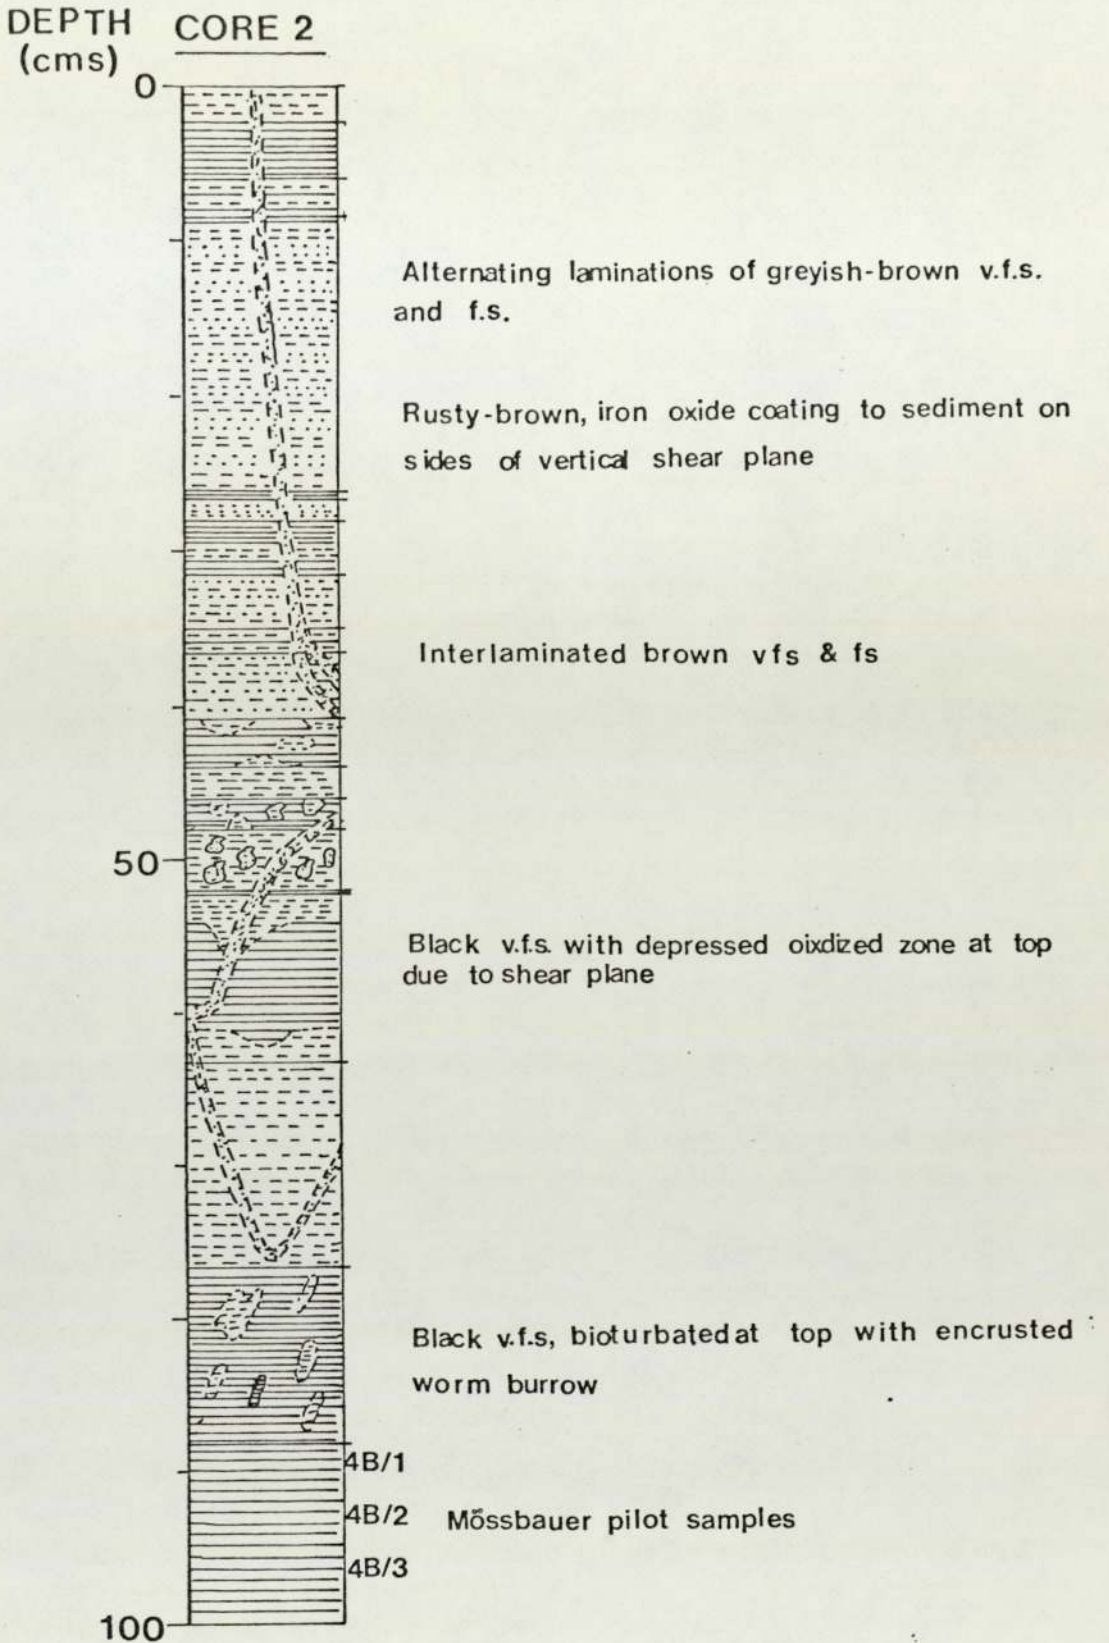 DEPTH CORE 2
(cms)
0
Alternating laminations of greyish-brown v.f.s.
and f.s.
Rusty-brown, iron oxide coating to sediment on
sides of vertical shear plane
Interlaminated brown vfs & fs
50
Black v.f.s. with depressed oixdized zone at top
due to shear plane
Black v.f.s, bioturbated at top with encrusted
worm burrow
4B/1
4B/2 Mössbauer pilot samples
4B/3
100